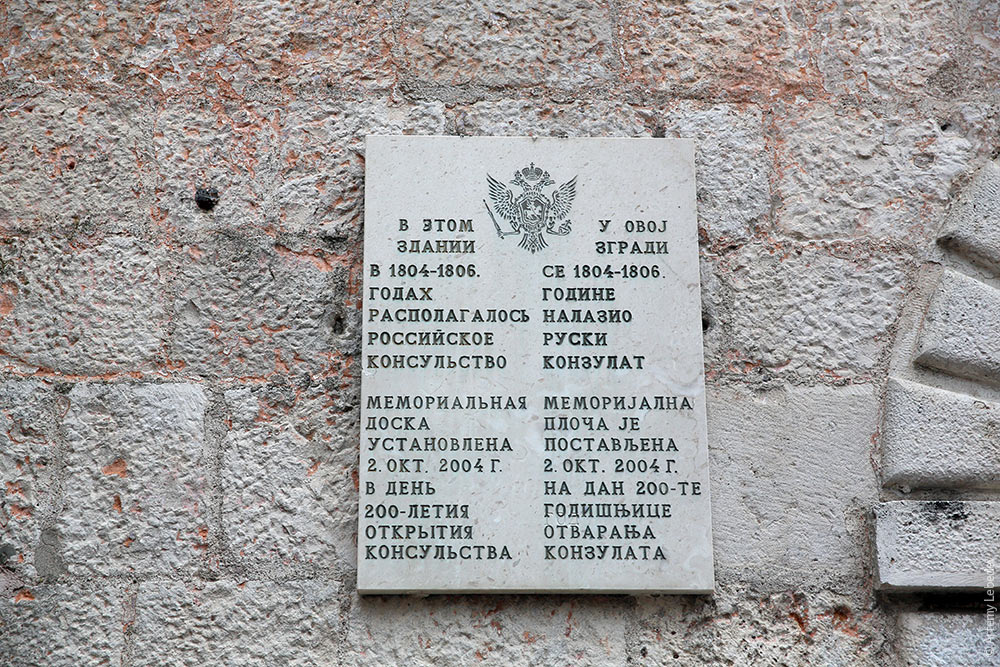 В ЭТОМ
ЗДАНИИ
В 1804-1806.
ГОДАХ
РАСПОЛАГАЛОСЬ
РОССИЙСКОЕ
КОНСУЛЬСТВО
МЕМОРИАЛЬНАЯ
ДОСКА
УСТАНОВЛЕНА
2. ОКТ. 2004 Г.
В ДЕНЬ
200-ЛЕТИЯ
ОТКРЫТИЯ
КОНСУЛЬСТВА
У ОВОЈ
ЗГРАДИ
СЕ 1804-1806.
ГОДИНЕ
НАЛАЗИО
РУСКИ
КОНЗУЛАТ
МЕМОРИЈАЛНА
ПЛОЧА ЈЕ
ПОСТАВЉЕНА
2. ОКТ. 2004 Г.
НА ДАН 200-ТЕ
ГОДИШЊИЦЕ
ОТВАРАЊА
КОНЗУЛАТА